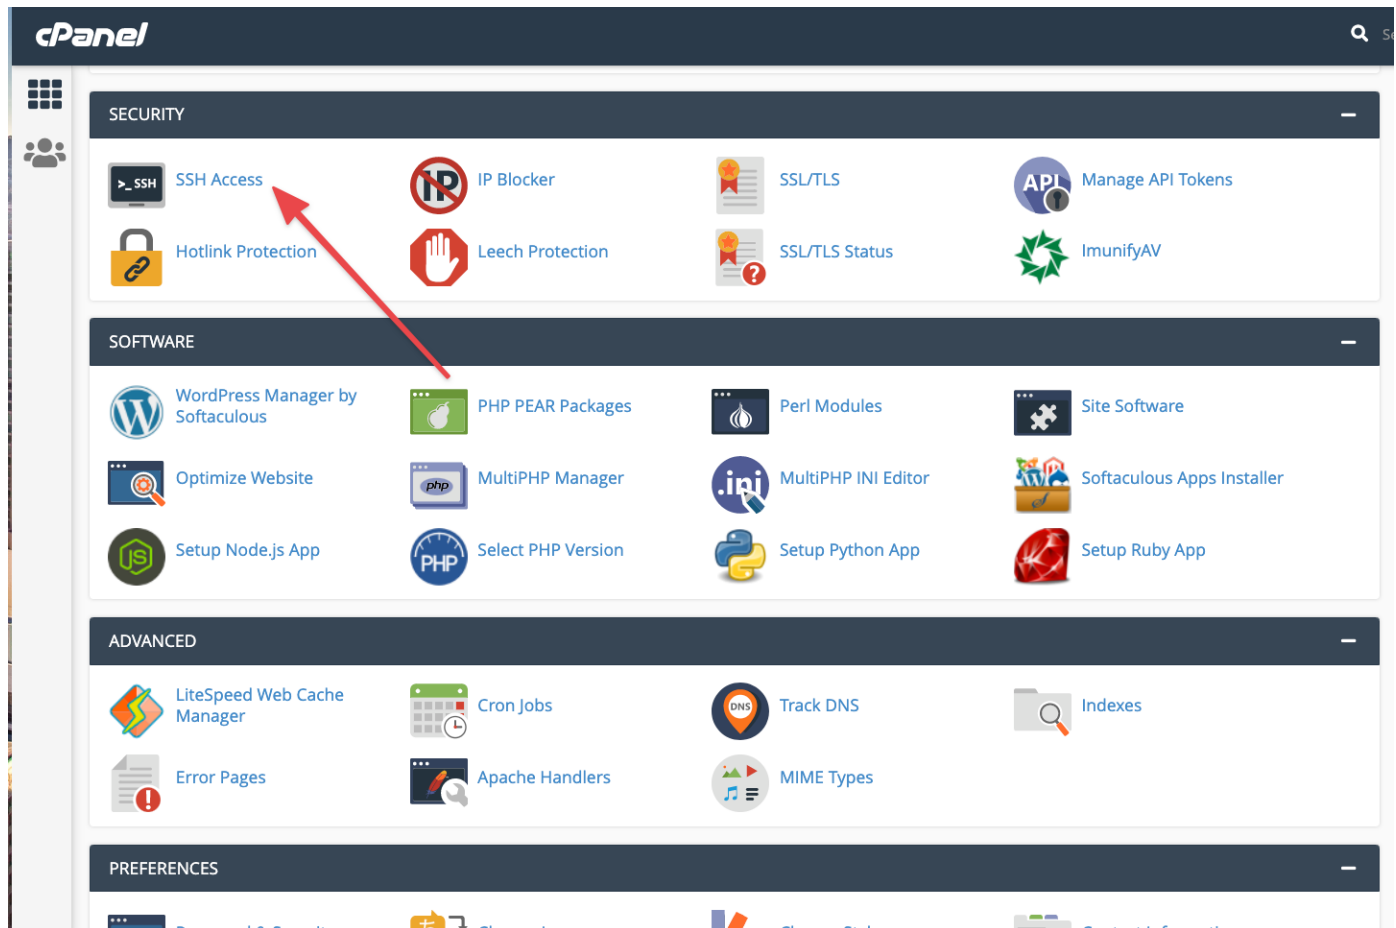 cPanel
SECURITY
>_ SSH
SSH Access
IP
IP Blocker
SSL/TLS
API
Manage API Tokens
Hotlink Protection
Leech Protection
?
SSL/TLS Status
ImunifyAV
SOFTWARE
W
WordPress Manager by
Softaculous
PHP PEAR Packages
Perl Modules
Site Software
Optimize Website
php
MultiPHP Manager
.ini
MultiPHP INI Editor
Softaculous Apps Installer
JS
Setup Node.js App
PHP
Select PHP Version
Setup Python App
Setup Ruby App
ADVANCED
LiteSpeed Web Cache
Manager
Cron Jobs
DNS
Track DNS
Indexes
!
Error Pages
Apache Handlers
MIME Types
PREFERENCES